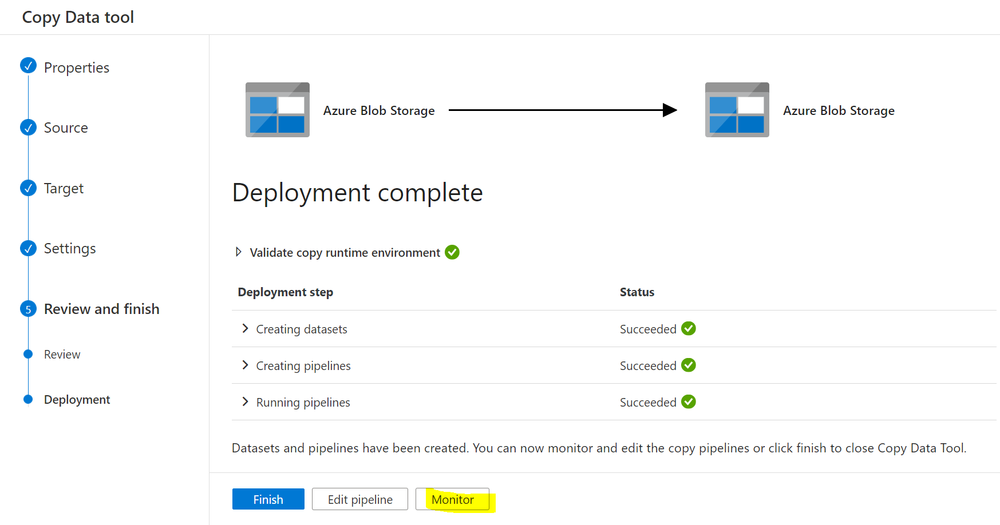 Copy Data tool
Properties
Source
Target
Settings
5 Review and finish
Review
Deployment
Azure Blob Storage
Azure Blob Storage
Deployment complete
Validate copy runtime environment
Deployment step Status
Creating datasets Succeeded
Creating pipelines Succeeded
Running pipelines Succeeded
Datasets and pipelines have been created. You can now monitor and edit the copy pipelines or click finish to close Copy Data Tool.
Finish Edit pipeline Monitor